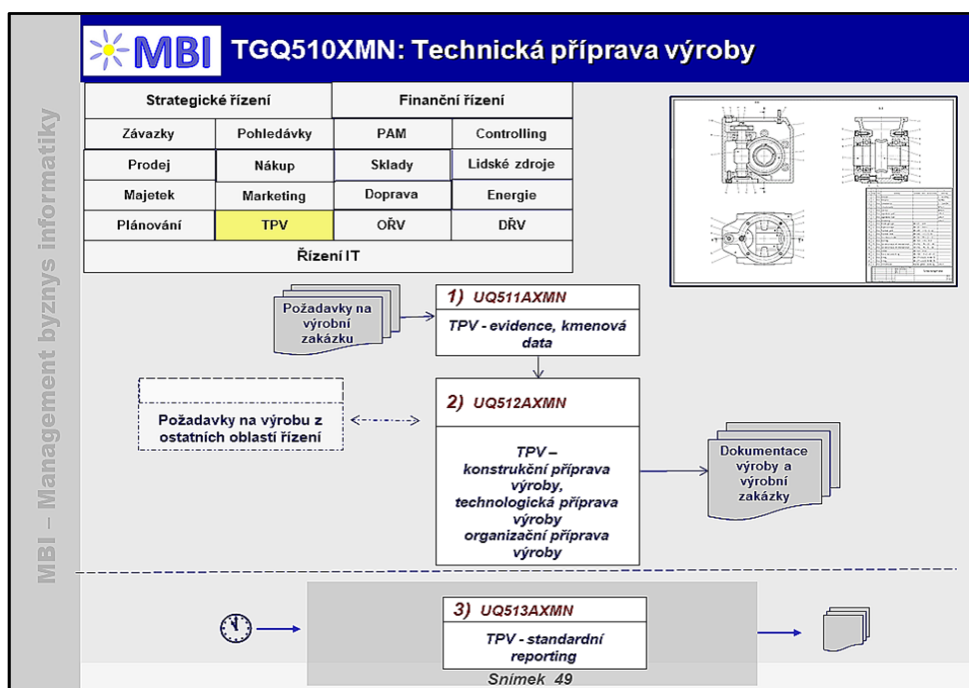 MBI – Management byznys informatiky
MBI
TGQ510XMN: Technická příprava výroby
Strategické řízení
Finanční řízení
Závazky
Pohledávky
PAM
Controlling
Prodej
Nákup
Sklady
Lidské zdroje
Majetek
Marketing
Doprava
Energie
Plánování
TPV
OŘV
DŘV
Řízení IT
Požadavky na
výrobní
zakázku
1) UQ511AXMN
TPV - evidence, kmenová
data
2) UQ512AXMN
Požadavky na výrobu z
ostatních oblastí řízení
TPV –
konstrukční příprava
výroby,
technologická příprava
výroby
organizační příprava
výroby
Dokumentace
výroby a
výrobní
zakázky
3) UQ513AXMN
TPV - standardní
reporting
Snímek 49